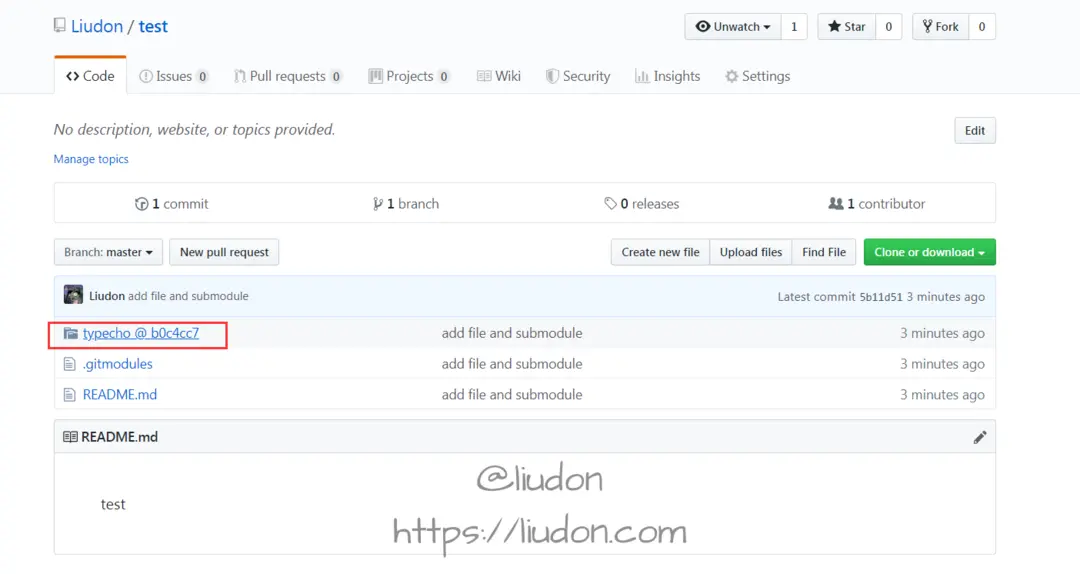 Liudon / test
Unwatch 1 Star 0 Fork 0
Code Issues 0 Pull requests 0 Projects 0 Wiki Security Insights Settings
No description, website, or topics provided.
Edit
Manage topics
1 commit 1 branch 0 releases 1 contributor
Branch: master New pull request Create new file Upload files Find File Clone or download
Liudon add file and submodule Latest commit 5b11d51 3 minutes ago
typecho @ b0c4cc7 add file and submodule 3 minutes ago
.gitmodules add file and submodule 3 minutes ago
README.md add file and submodule 3 minutes ago
README.md
@liudon
test
https://liudon.com